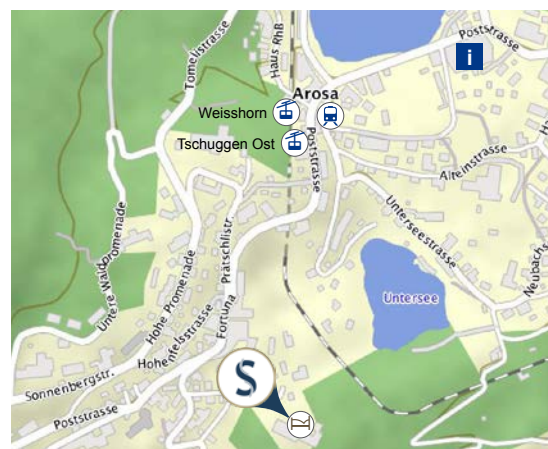 Poststrasse
Haus RhB
Tomelistrasse
i
Arosa
Weisshorn
Tschuggen Ost
Poststrasse
Alteinstrasse
Unterseestrasse
Untere Waldpromenade
Hohe Promenade
Prätschlistr.
Fortuna
Untersee
Neubachs
Hohenfelsstrasse
Sonnenbergstr.
Poststrasse
S